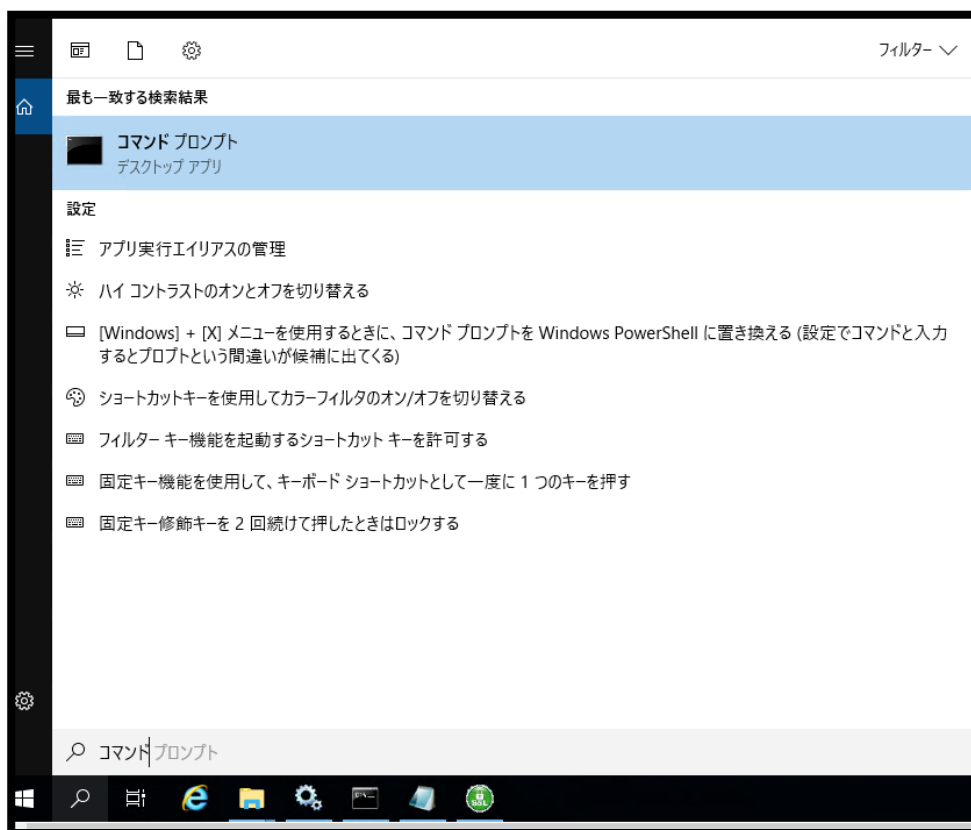 フィルター
最も一致する検索結果
コマンド プロンプト
デスクトップ アプリ
設定
アプリ実行エイリアスの管理
ハイ コントラストのオンとオフを切り替える
[Windows] + [X] メニューを使用するときに、コマンド プロンプトを Windows PowerShell に置き換える (設定でコマンドと入力
するとプロプトという間違いが候補に出てくる)
ショートカットキーを使用してカラーフィルタのオン/オフを切り替える
フィルター キー機能を起動するショートカット キーを許可する
固定キー機能を使用して、キーボード ショートカットとして一度に 1 つのキーを押す
固定キー修飾キーを 2 回続けて押したときはロックする
コマンド プロンプト
SSL